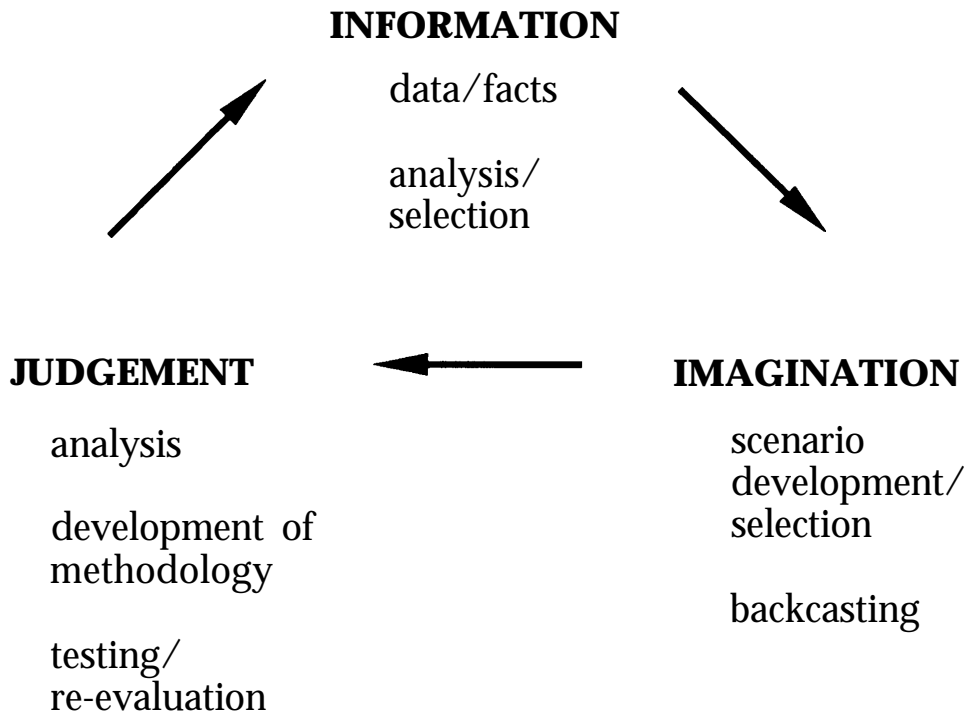 INFORMATION
data/facts
analysis/
selection
JUDGEMENT
analysis
development of
methodology
testing/
re-evaluation
IMAGINATION
scenario
development/
selection
backcasting